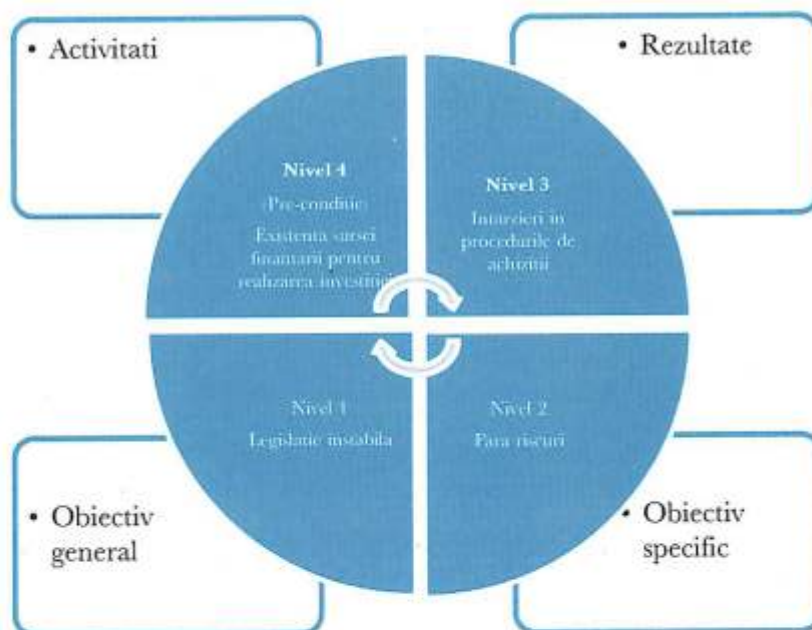 • Activitati
• Rezultate
Nivel 4
(Pre-conditie)
Existenta sursei
finantarii pentru
realizarea investitiei
Nivel 3
Intarzieri in
procedurile de
achizitii
Nivel 1
Legislatie instabila
Nivel 2
Fara riscuri
• Obiectiv
general
• Obiectiv
specific